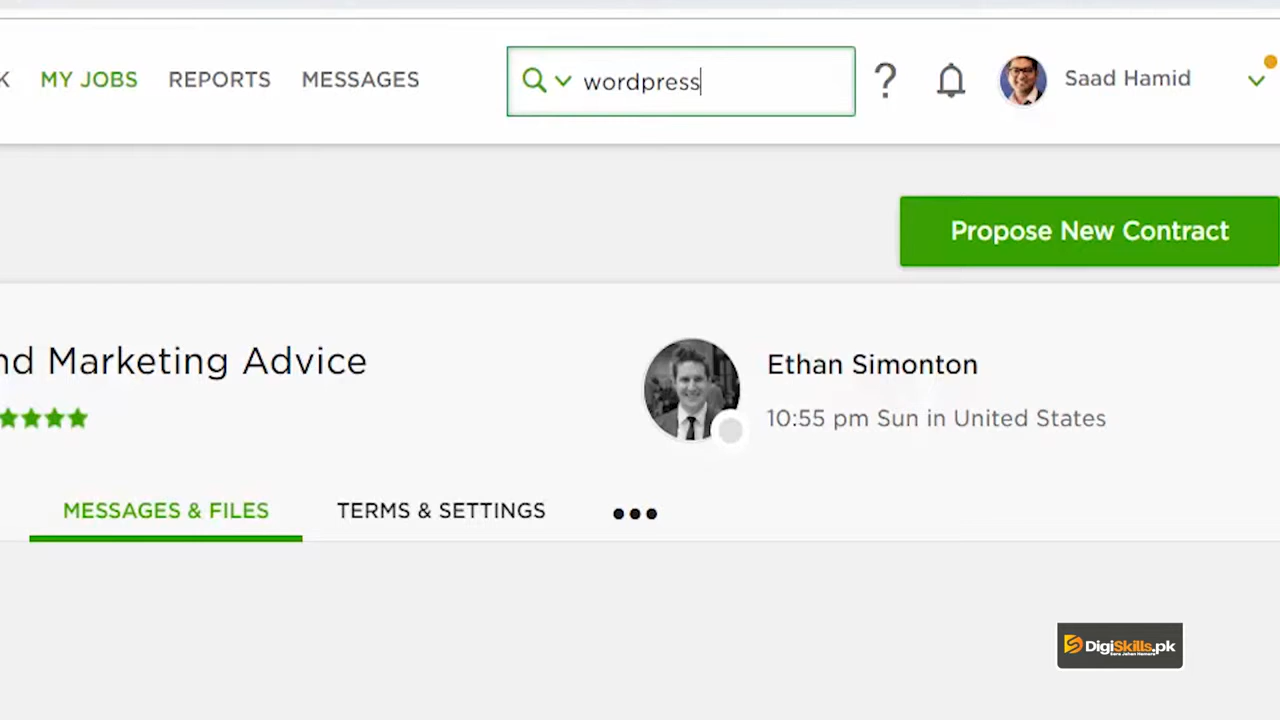 K MY JOBS REPORTS MESSAGES wordpress ? Saad Hamid
Propose New Contract
nd Marketing Advice
Ethan Simonton
10:55 pm Sun in United States
MESSAGES & FILES TERMS & SETTINGS
DigiSkills.pk